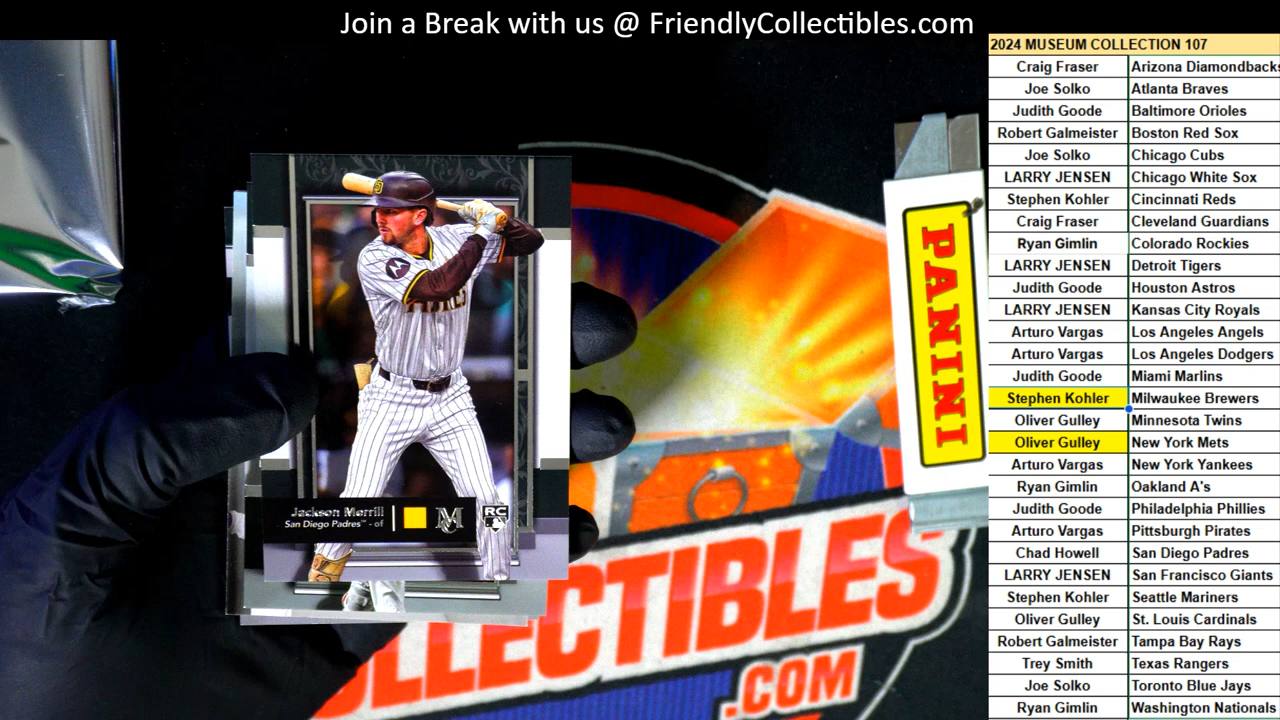 Join a Break with us @ FriendlyCollectibles.com
2024 MUSEUM COLLECTION 107
Craig Fraser Arizona Diamondbacks
Joe Solko Atlanta Braves
Judith Goode Baltimore Orioles
Robert Galmeister Boston Red Sox
Joe Solko Chicago Cubs
LARRY JENSEN Chicago White Sox
Stephen Kohler Cincinnati Reds
Craig Fraser Cleveland Guardians
Ryan Gimlin Colorado Rockies
LARRY JENSEN Detroit Tigers
Judith Goode Houston Astros
LARRY JENSEN Kansas City Royals
Arturo Vargas Los Angeles Angels
Arturo Vargas Los Angeles Dodgers
Judith Goode Miami Marlins
Stephen Kohler Milwaukee Brewers
Oliver Gulley Minnesota Twins
Oliver Gulley New York Mets
Arturo Vargas New York Yankees
Ryan Gimlin Oakland A's
Judith Goode Philadelphia Phillies
Arturo Vargas Pittsburgh Pirates
Chad Howell San Diego Padres
LARRY JENSEN San Francisco Giants
Stephen Kohler Seattle Mariners
Oliver Gulley St. Louis Cardinals
Robert Galmeister Tampa Bay Rays
Trey Smith Texas Rangers
Joe Solko Toronto Blue Jays
Ryan Gimlin Washington Nationals
PANINI
Jackson Merrill
San Diego Padres™ - of
M
RC
LLECTIBLES
.COM